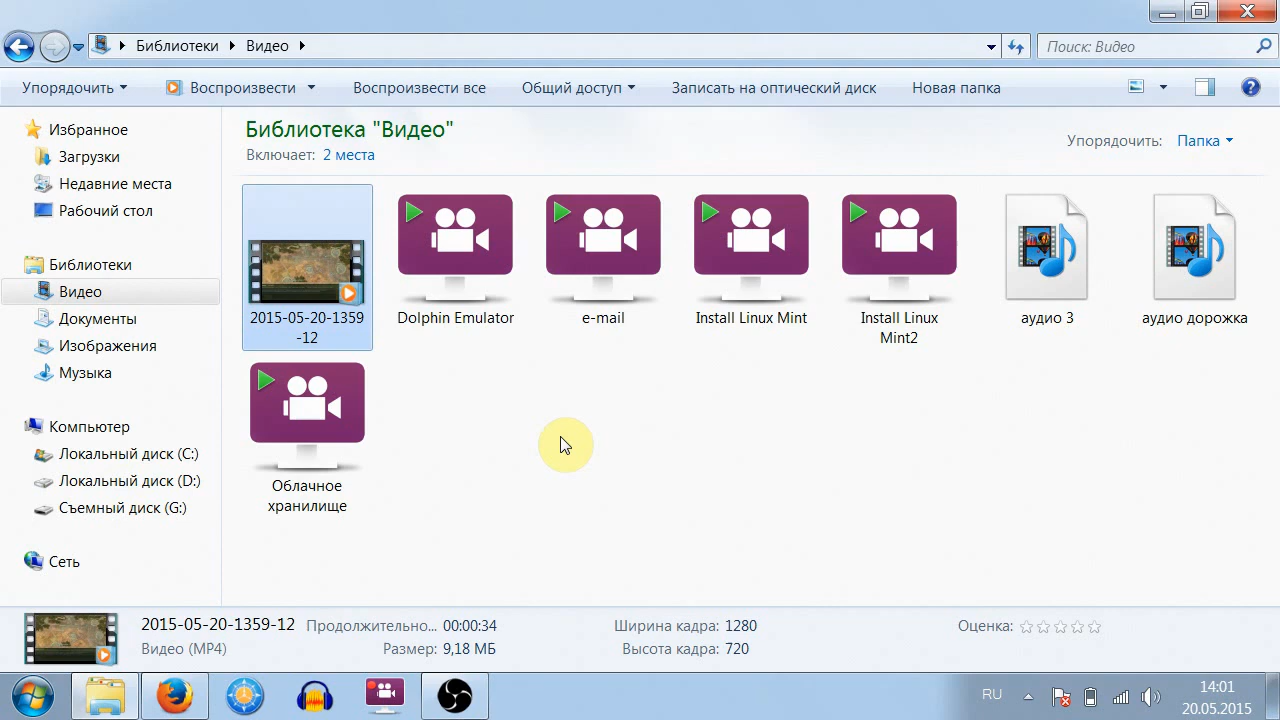 Библиотеки Видео
Поиск: Видео
Упорядочить Воспроизвести Воспроизвести все Общий доступ Записать на оптический диск Новая папка
Избранное
Загрузки
Недавние места
Рабочий стол
Библиотеки
Видео
Документы
Изображения
Музыка
Компьютер
Локальный диск (C:)
Локальный диск (D:)
Съемный диск (G:)
Сеть
Библиотека "Видео"
Включает: 2 места
Упорядочить: Папка
2015-05-20-1359
-12
Dolphin Emulator
e-mail
Install Linux Mint
Install Linux
Mint2
аудио 3
аудио дорожка
Облачное
хранилище
2015-05-20-1359-12 Продолжительно... 00:00:34 Ширина кадра: 1280 Оценка:
Видео (MP4) Размер: 9,18 МБ Высота кадра: 720
RU
14:01
20.05.2015